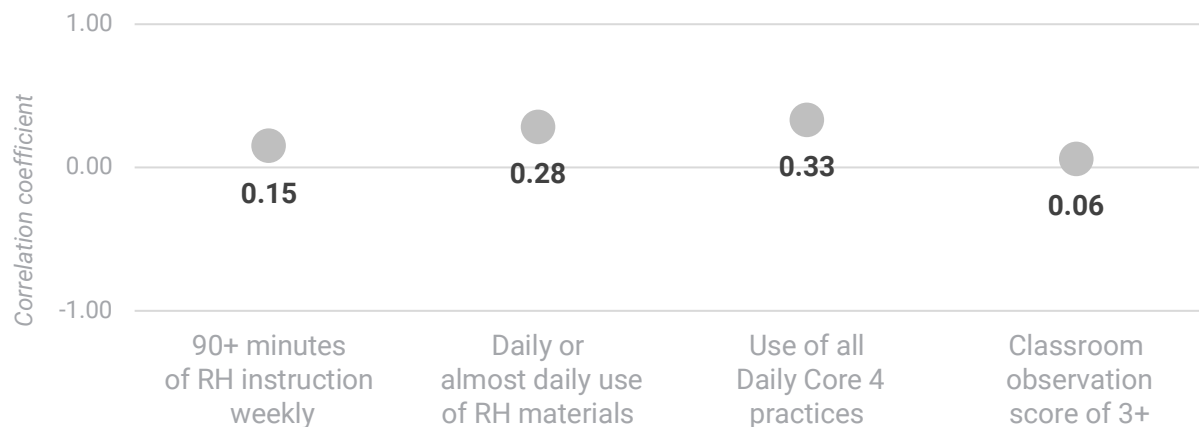 1.00
Correlation coefficient
0.00
-1.00
0.15
0.28
0.33
0.06
90+ minutes
of RH instruction
weekly
Daily or
almost daily use
of RH materials
Use of all
Daily Core 4
practices
Classroom
observation
score of 3+